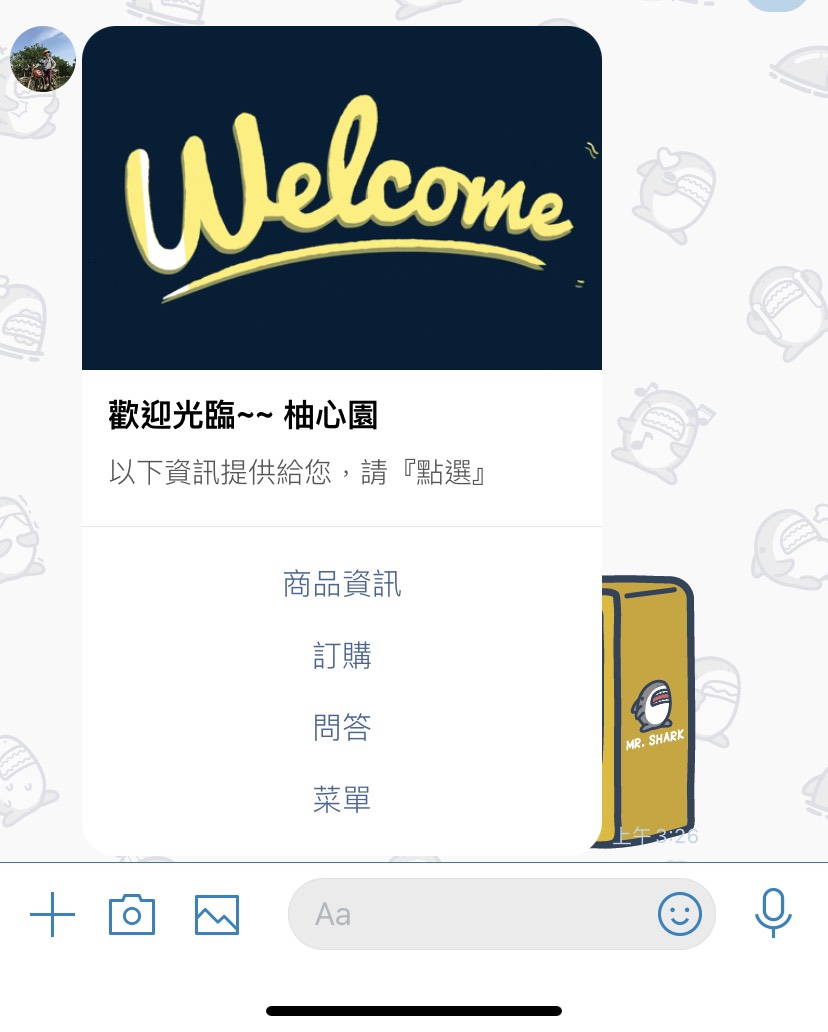 Welcome
歡迎光臨~~ 柚心園
以下資訊提供給您，請『點選』
商品資訊
訂購
問答
菜單
MR. SHARK
上午 3:26
Aa